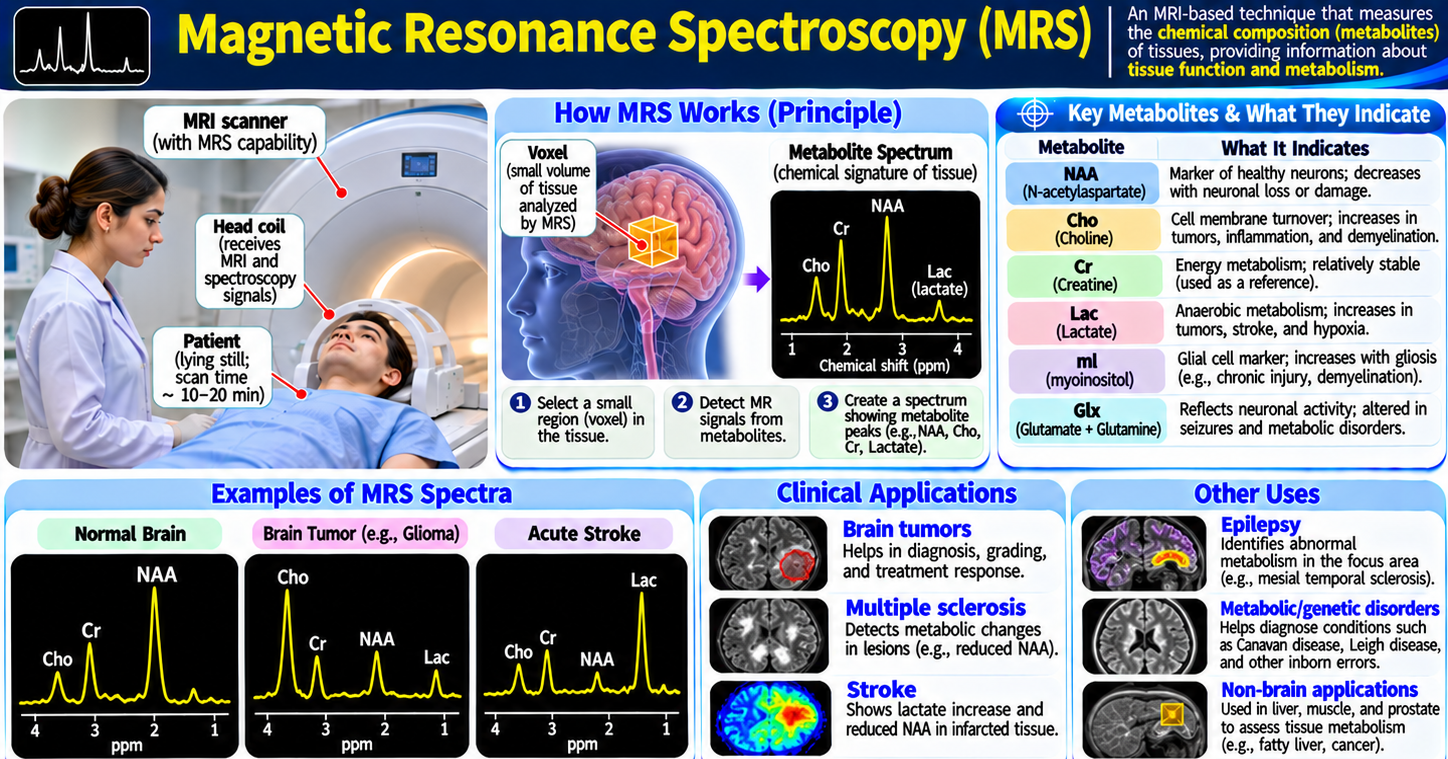 Magnetic Resonance Spectroscopy (MRS)
An MRI-based technique that measures
the chemical composition (metabolites)
of tissues, providing information about
tissue function and metabolism.
MRI scanner
(with MRS capability)
Head coil
(receives
MRI and
spectroscopy
signals)
Patient
(lying still;
scan time
~ 10–20 min)
How MRS Works (Principle)
Voxel
(small volume
of tissue
analyzed
by MRS)
Metabolite Spectrum
(chemical signature of tissue)
NAA
Cr
Cho
Lac
(lactate)
1 2 3 4
Chemical shift (ppm)
1 Select a small
region (voxel) in
the tissue.
2 Detect MR
signals from
metabolites.
3 Create a spectrum
showing metabolite
peaks (e.g.,NAA, Cho,
Cr, Lactate).
Key Metabolites & What They Indicate
Metabolite What It Indicates
NAA
(N-acetylaspartate)
Marker of healthy neurons; decreases
with neuronal loss or damage.
Cho
(Choline)
Cell membrane turnover; increases in
tumors, inflammation, and demyelination.
Cr
(Creatine)
Energy metabolism; relatively stable
(used as a reference).
Lac
(Lactate)
Anaerobic metabolism; increases in
tumors, stroke, and hypoxia.
ml
(myoinositol)
Glial cell marker; increases with gliosis
(e.g., chronic injury, demyelination).
Glx
(Glutamate + Glutamine)
Reflects neuronal activity; altered in
seizures and metabolic disorders.
Examples of MRS Spectra
Normal Brain
NAA
Cr
Cho
4 3 2 1
ppm
Brain Tumor (e.g., Glioma)
Cho
Cr
NAA
Lac
4 3 2 1
ppm
Acute Stroke
Lac
Cr
Cho
NAA
4 3 2 1
ppm
Clinical Applications
Brain tumors
Helps in diagnosis, grading,
and treatment response.
Multiple sclerosis
Detects metabolic changes
in lesions (e.g., reduced NAA).
Stroke
Shows lactate increase and
reduced NAA in infarcted tissue.
Other Uses
Epilepsy
Identifies abnormal
metabolism in the focus area
(e.g., mesial temporal sclerosis).
Metabolic/genetic disorders
Helps diagnose conditions such
as Canavan disease, Leigh disease,
and other inborn errors.
Non-brain applications
Used in liver, muscle, and prostate
to assess tissue metabolism
(e.g., fatty liver, cancer).